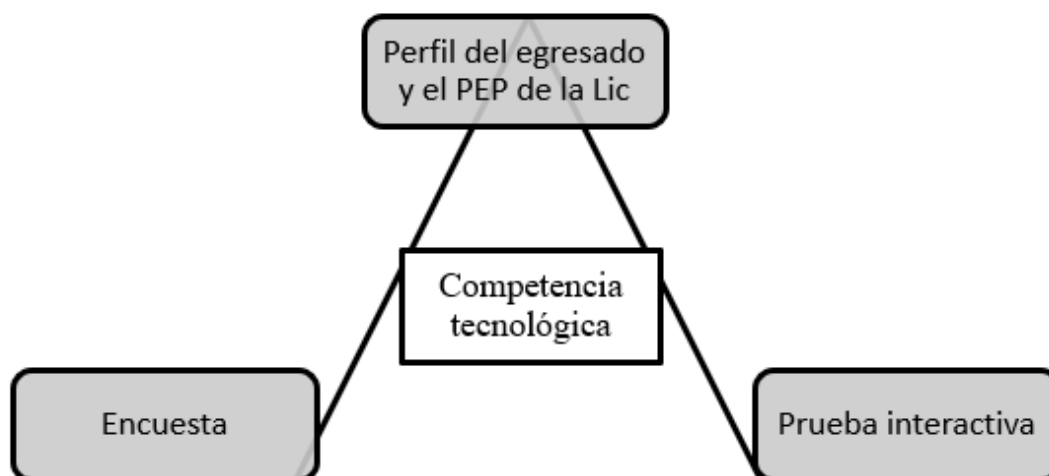 Perfil del egresado
y el PEP de la Lic
Competencia
tecnológica
Encuesta
Prueba interactiva